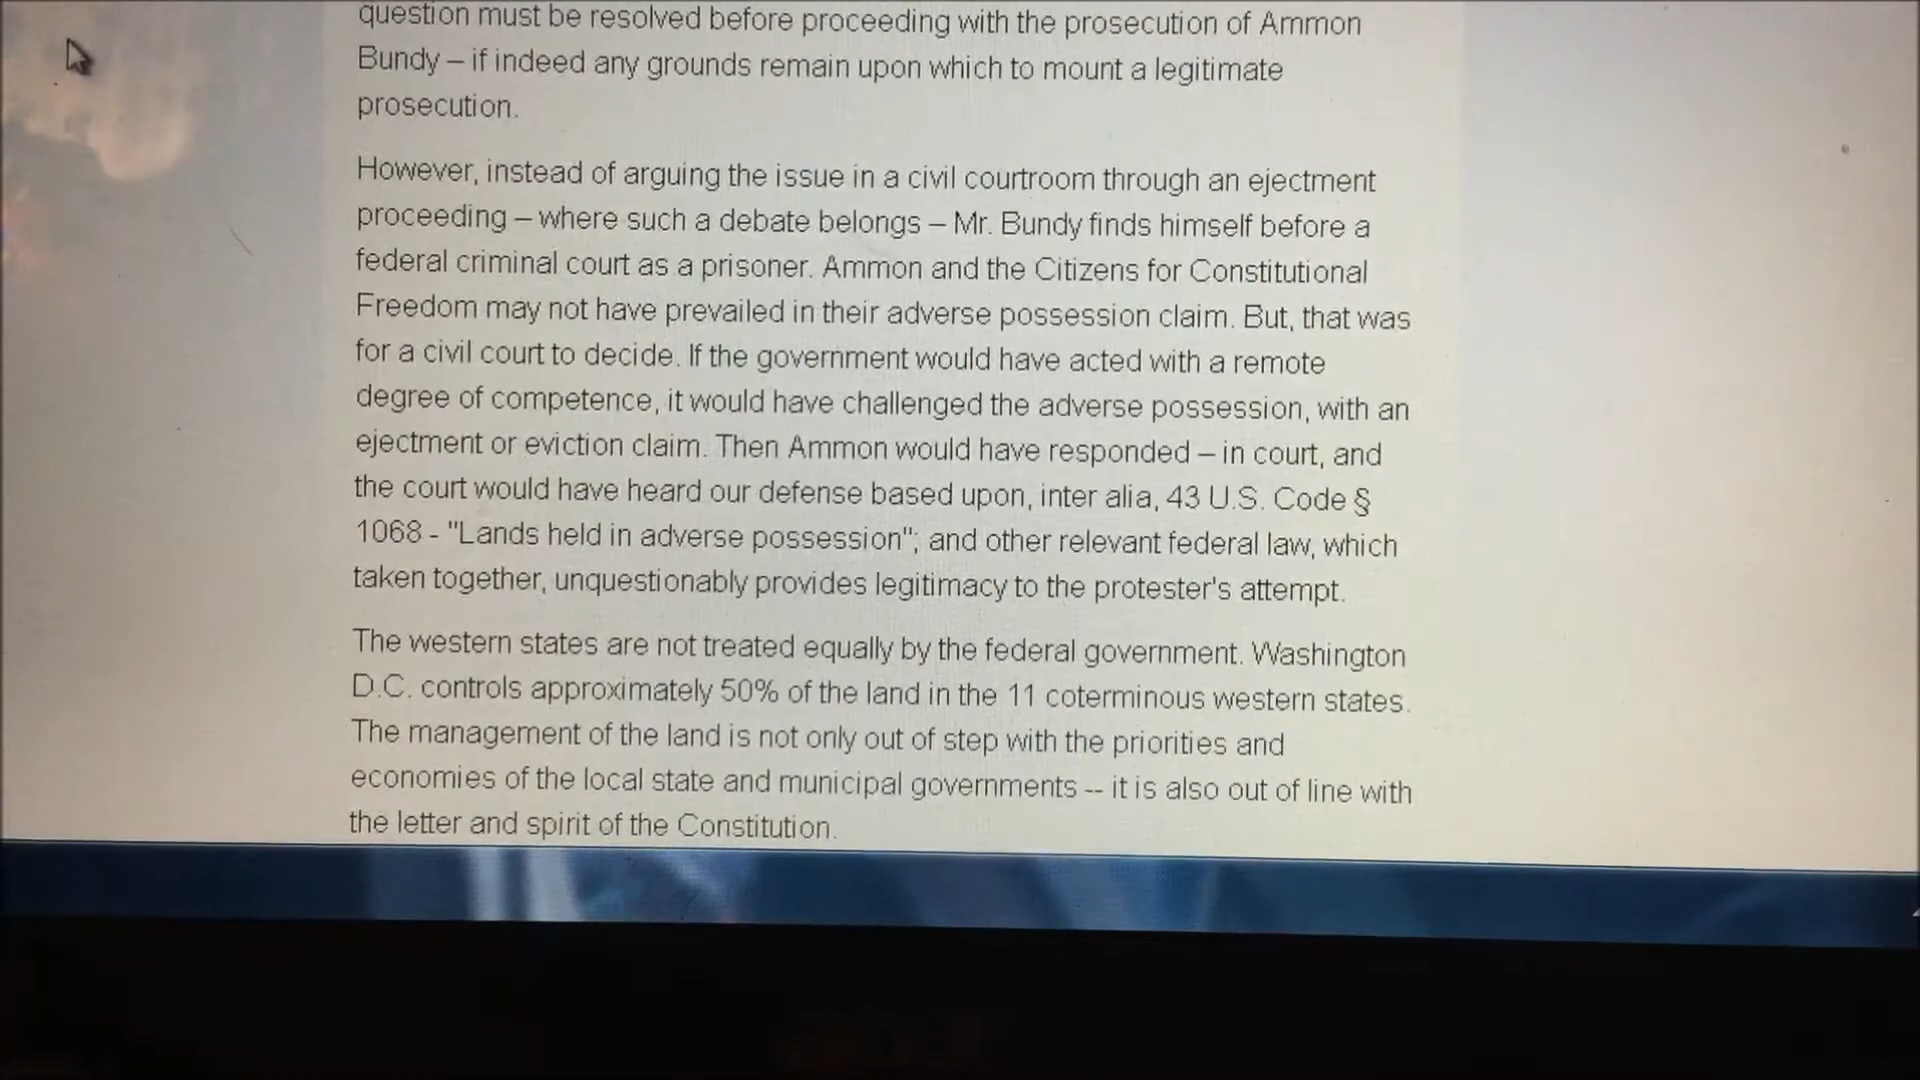 question must be resolved before proceeding with the prosecution of Ammon
Bundy – if indeed any grounds remain upon which to mount a legitimate
prosecution.
However, instead of arguing the issue in a civil courtroom through an ejectment
proceeding – where such a debate belongs – Mr. Bundy finds himself before a
federal criminal court as a prisoner. Ammon and the Citizens for Constitutional
Freedom may not have prevailed in their adverse possession claim. But, that was
for a civil court to decide. If the government would have acted with a remote
degree of competence, it would have challenged the adverse possession, with an
ejectment or eviction claim. Then Ammon would have responded – in court, and
the court would have heard our defense based upon, inter alia, 43 U.S. Code §
1068 - "Lands held in adverse possession"; and other relevant federal law, which
taken together, unquestionably provides legitimacy to the protester's attempt.
The western states are not treated equally by the federal government. Washington
D.C. controls approximately 50% of the land in the 11 coterminous western states.
The management of the land is not only out of step with the priorities and
economies of the local state and municipal governments -- it is also out of line with
the letter and spirit of the Constitution.